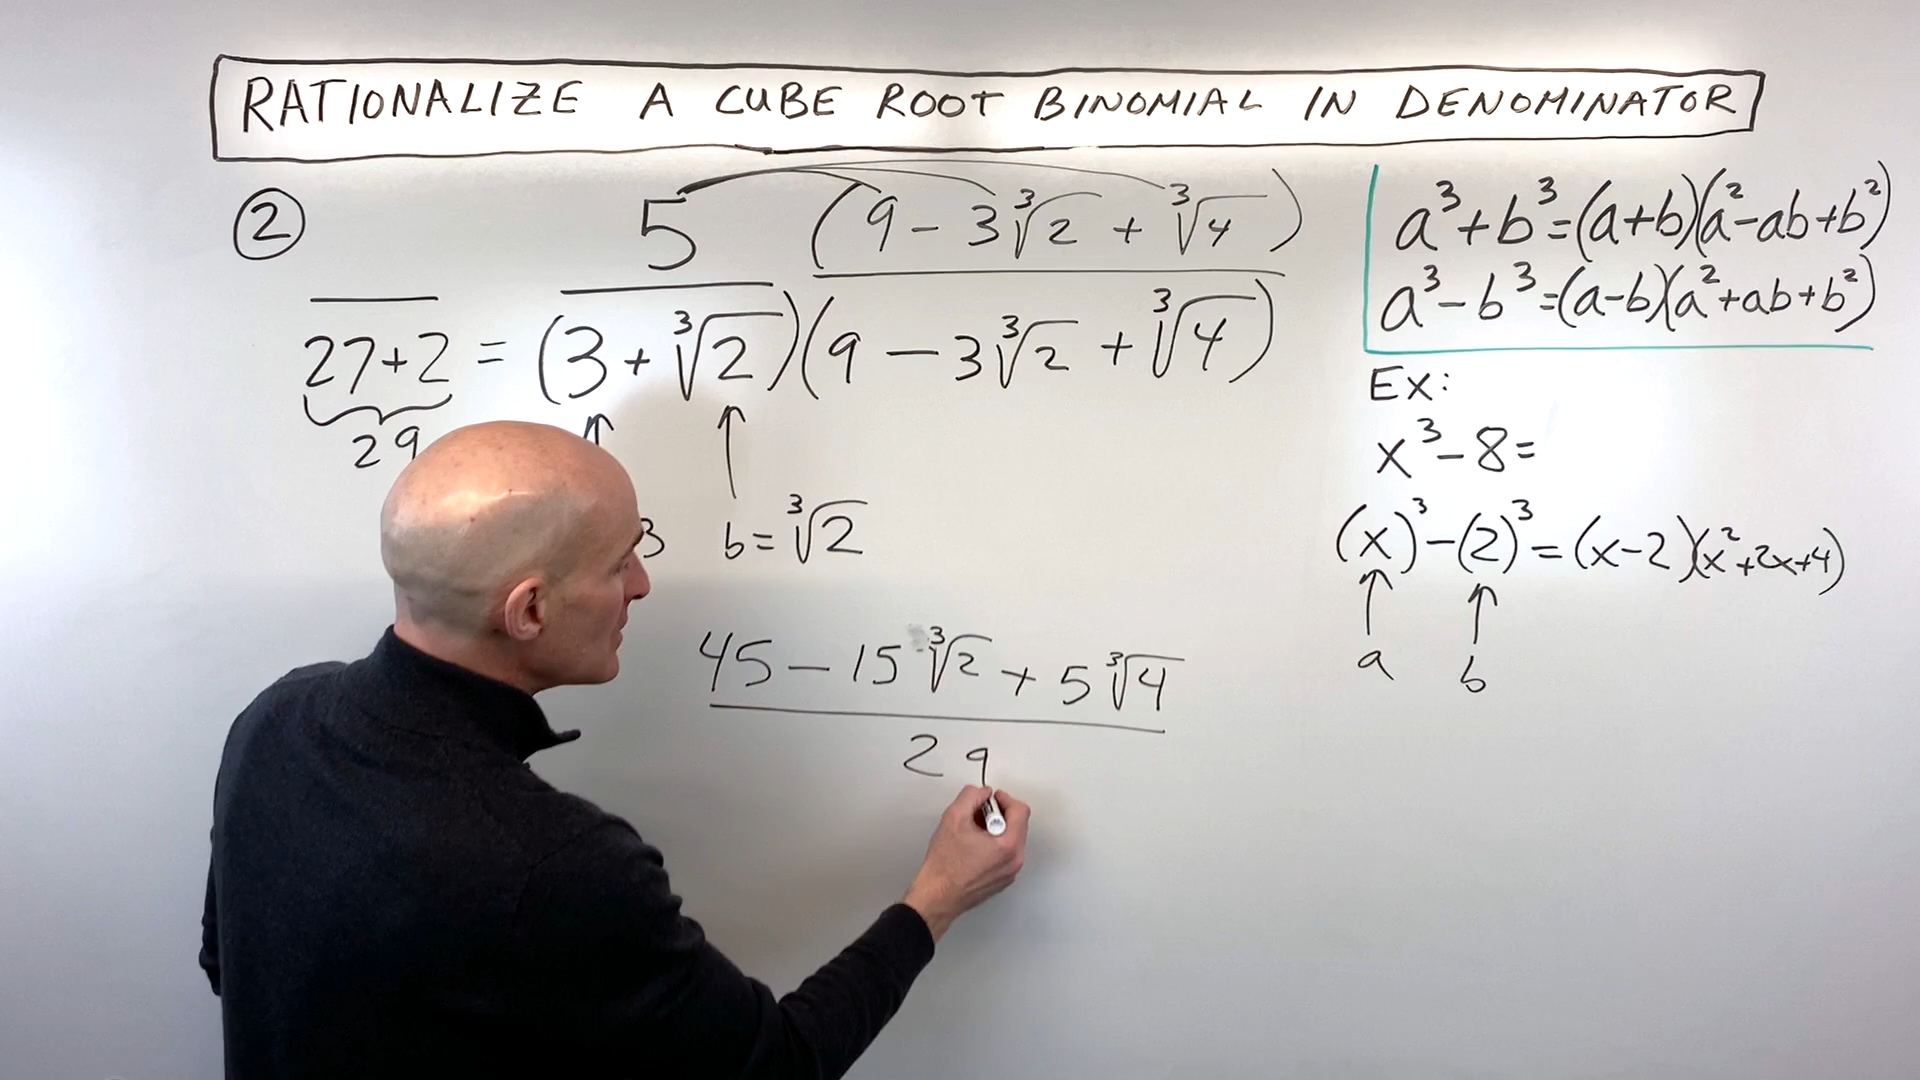 RATIONALIZE A CUBE ROOT BINOMIAL IN DENOMINATOR
②
5 (9 - 3∛2 + ∛4)
27+2 = (3 + ∛2)(9 - 3∛2 + ∛4)
29
3 b = ∛2
45 - 15∛2 + 5∛4
29
a³+b³=(a+b)(a²-ab+b²)
a³-b³=(a-b)(a²+ab+b²)
Ex:
x³-8=
(x)³-(2)³=(x-2)(x²+2x+4)
a b